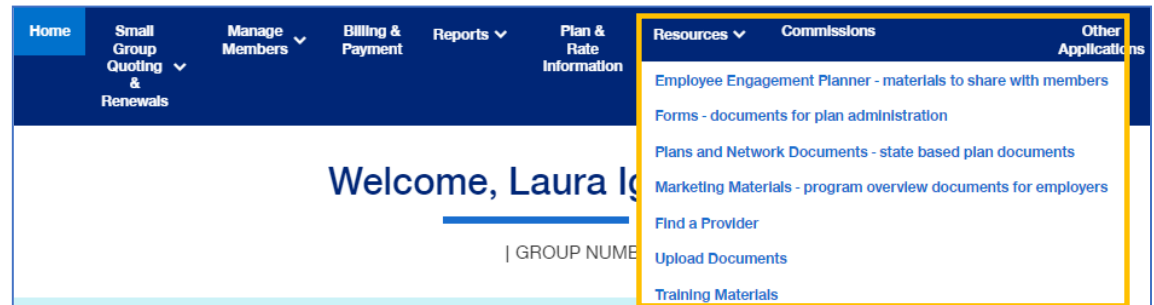 Home
Small
Group
Quoting
&
Renewals
Manage
Members
Billing &
Payment
Reports
Plan &
Rate
Information
Resources
Commissions
Other
Applications
Employee Engagement Planner - materials to share with members
Forms - documents for plan administration
Plans and Network Documents - state based plan documents
Marketing Materials - program overview documents for employers
Find a Provider
Upload Documents
Training Materials
Welcome, Laura
| GROUP